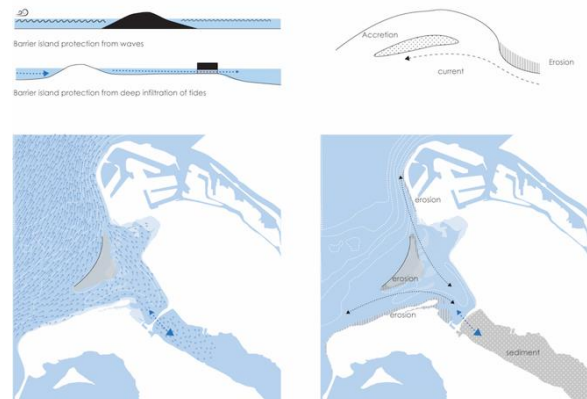 Barrier island protection from waves
Barrier island protection from deep infiltration of tides
Accretion
Erosion
current
erosion
erosion
erosion
sediment